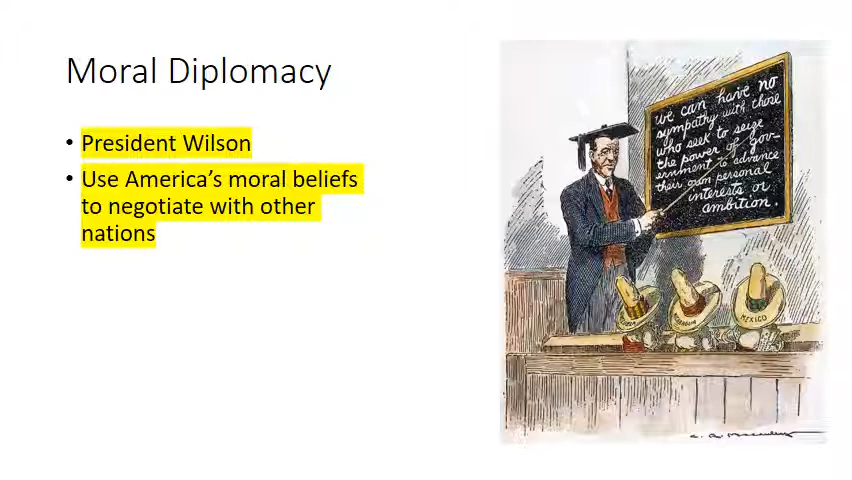 Moral Diplomacy
• President Wilson
• Use America's moral beliefs
to negotiate with other
nations
we can have no
sympathy with those
who seek to seize
the power of gov-
ernment to advance
their own personal
interests or
ambition.
MEXICO